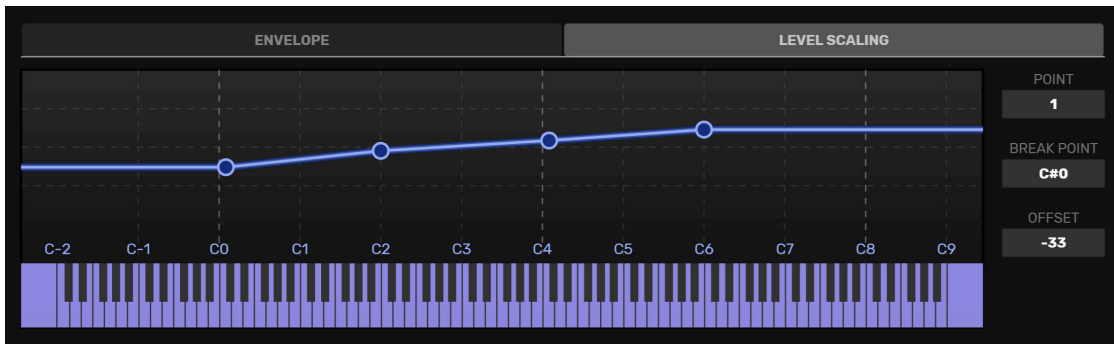 ENVELOPE LEVEL SCALING
POINT
1
BREAK POINT
C#0
OFFSET
-33
C-2 C-1 C0 C1 C2 C3 C4 C5 C6 C7 C8 C9